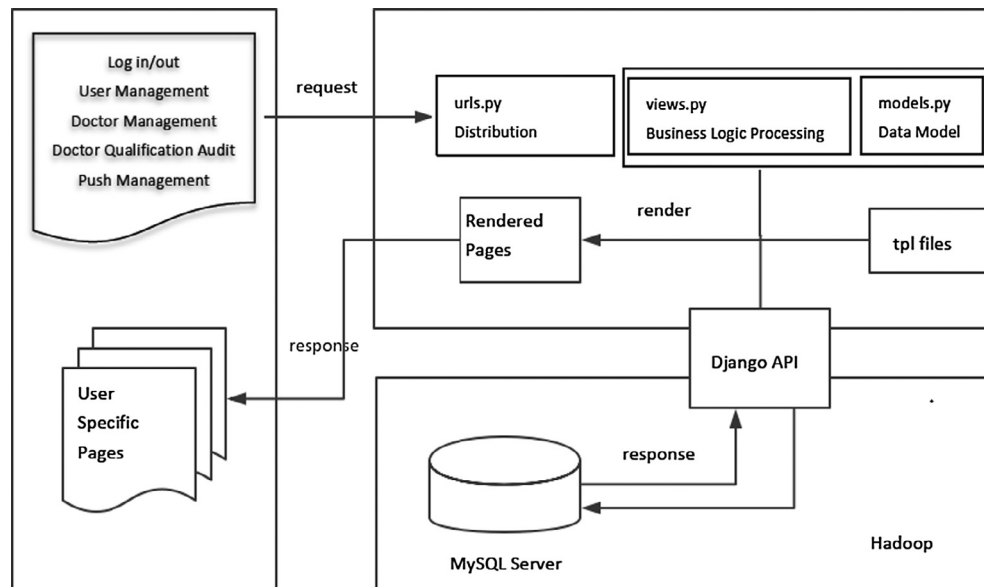 Log in/out
User Management
Doctor Management
Doctor Qualification Audit
Push Management
request
urls.py
Distribution
views.py
Business Logic Processing
models.py
Data Model
render
Rendered
Pages
tpl files
response
User
Specific
Pages
Django API
response
MySQL Server
Hadoop